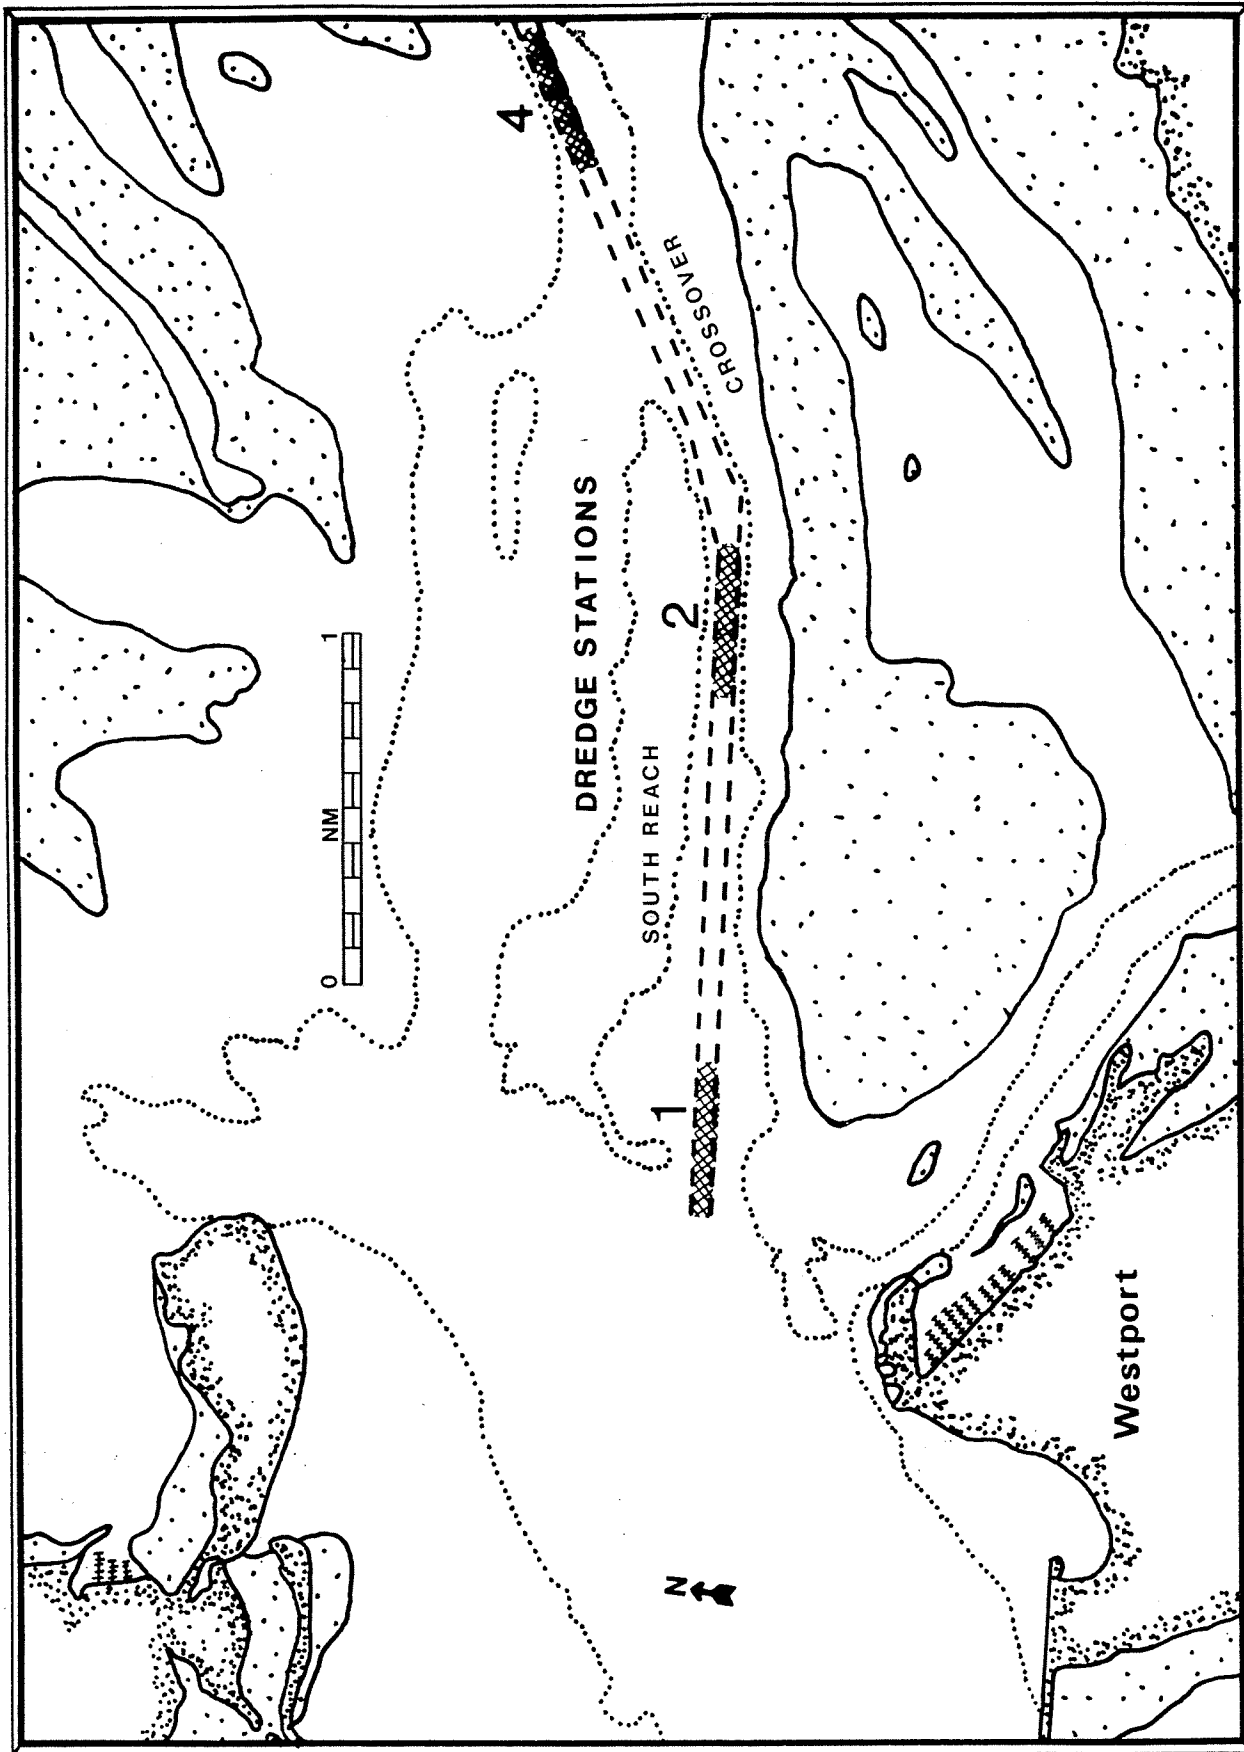 4
CROSSOVER
DREDGE STATIONS
2
0 NM 1
SOUTH REACH
1
N
Westport